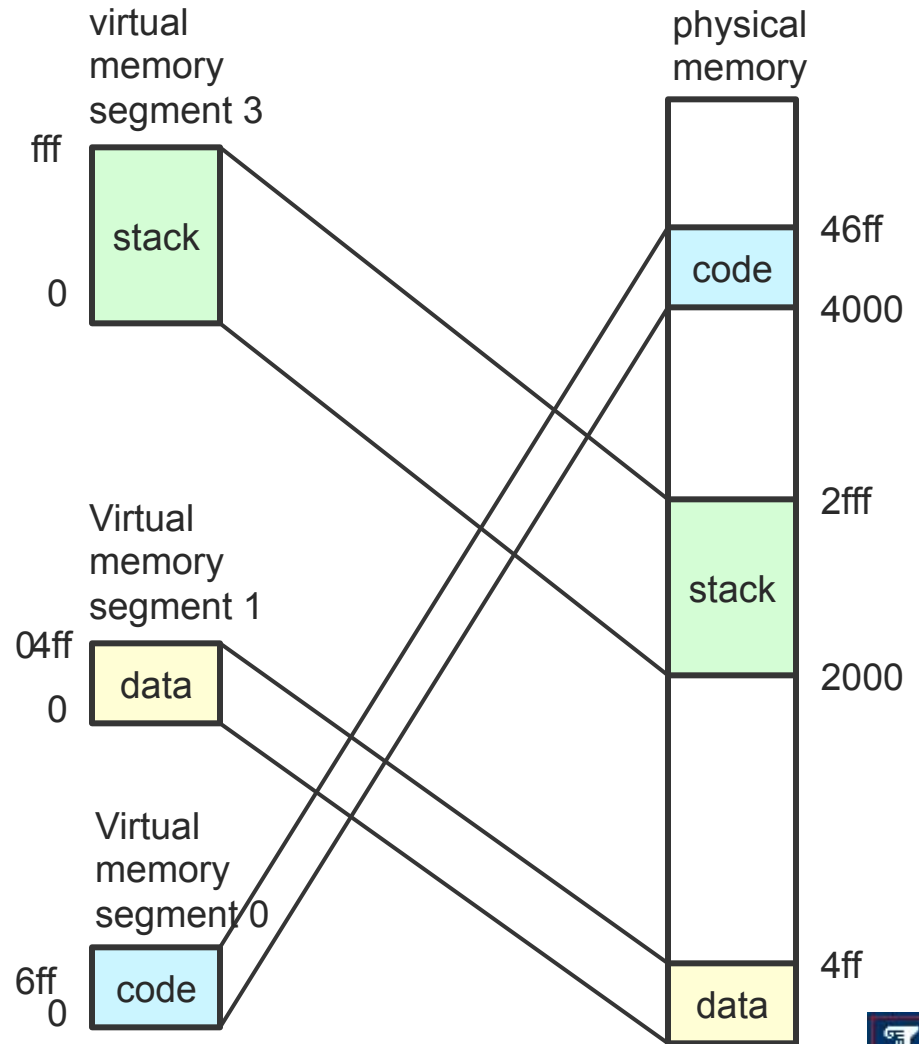 virtual
memory
segment 3
fff
stack
0
Virtual
memory
segment 1
04ff
data
0
Virtual
memory
segment 0
6ff
code
0
physical
memory
46ff
code
4000
2fff
stack
2000
4ff
data